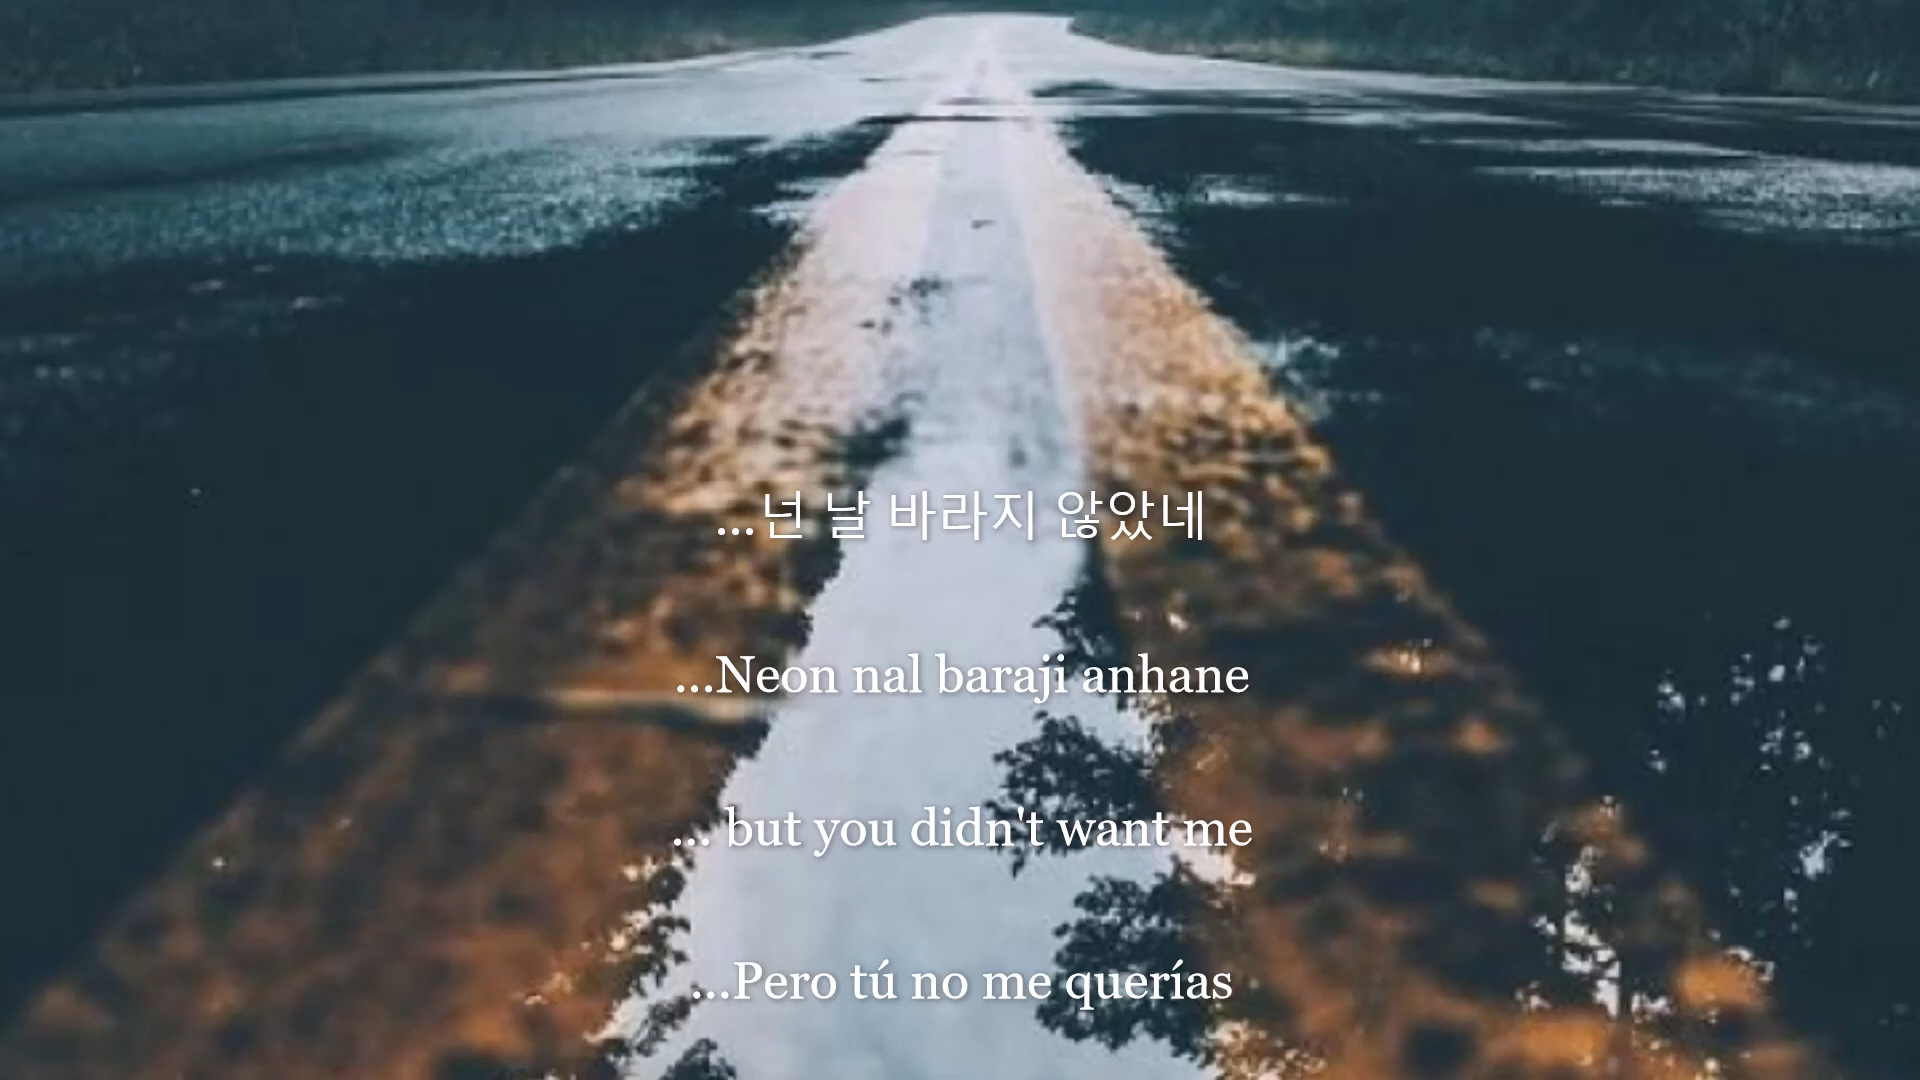 ...넌 날 바라지 않았네
...Neon nal baraji anhane
... but you didn't want me
...Pero tú no me querías